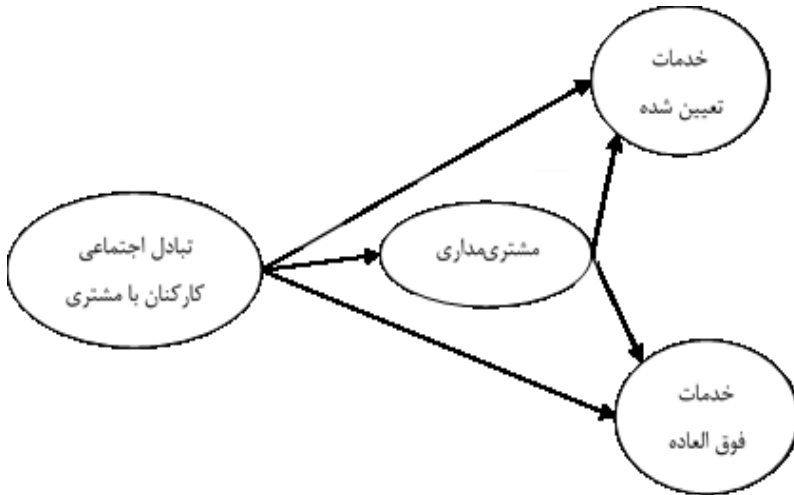 خدمات
تعیین شده
تبادل اجتماعی
کارکنان با مشتری
مشتری‌مداری
خدمات
فوق العاده